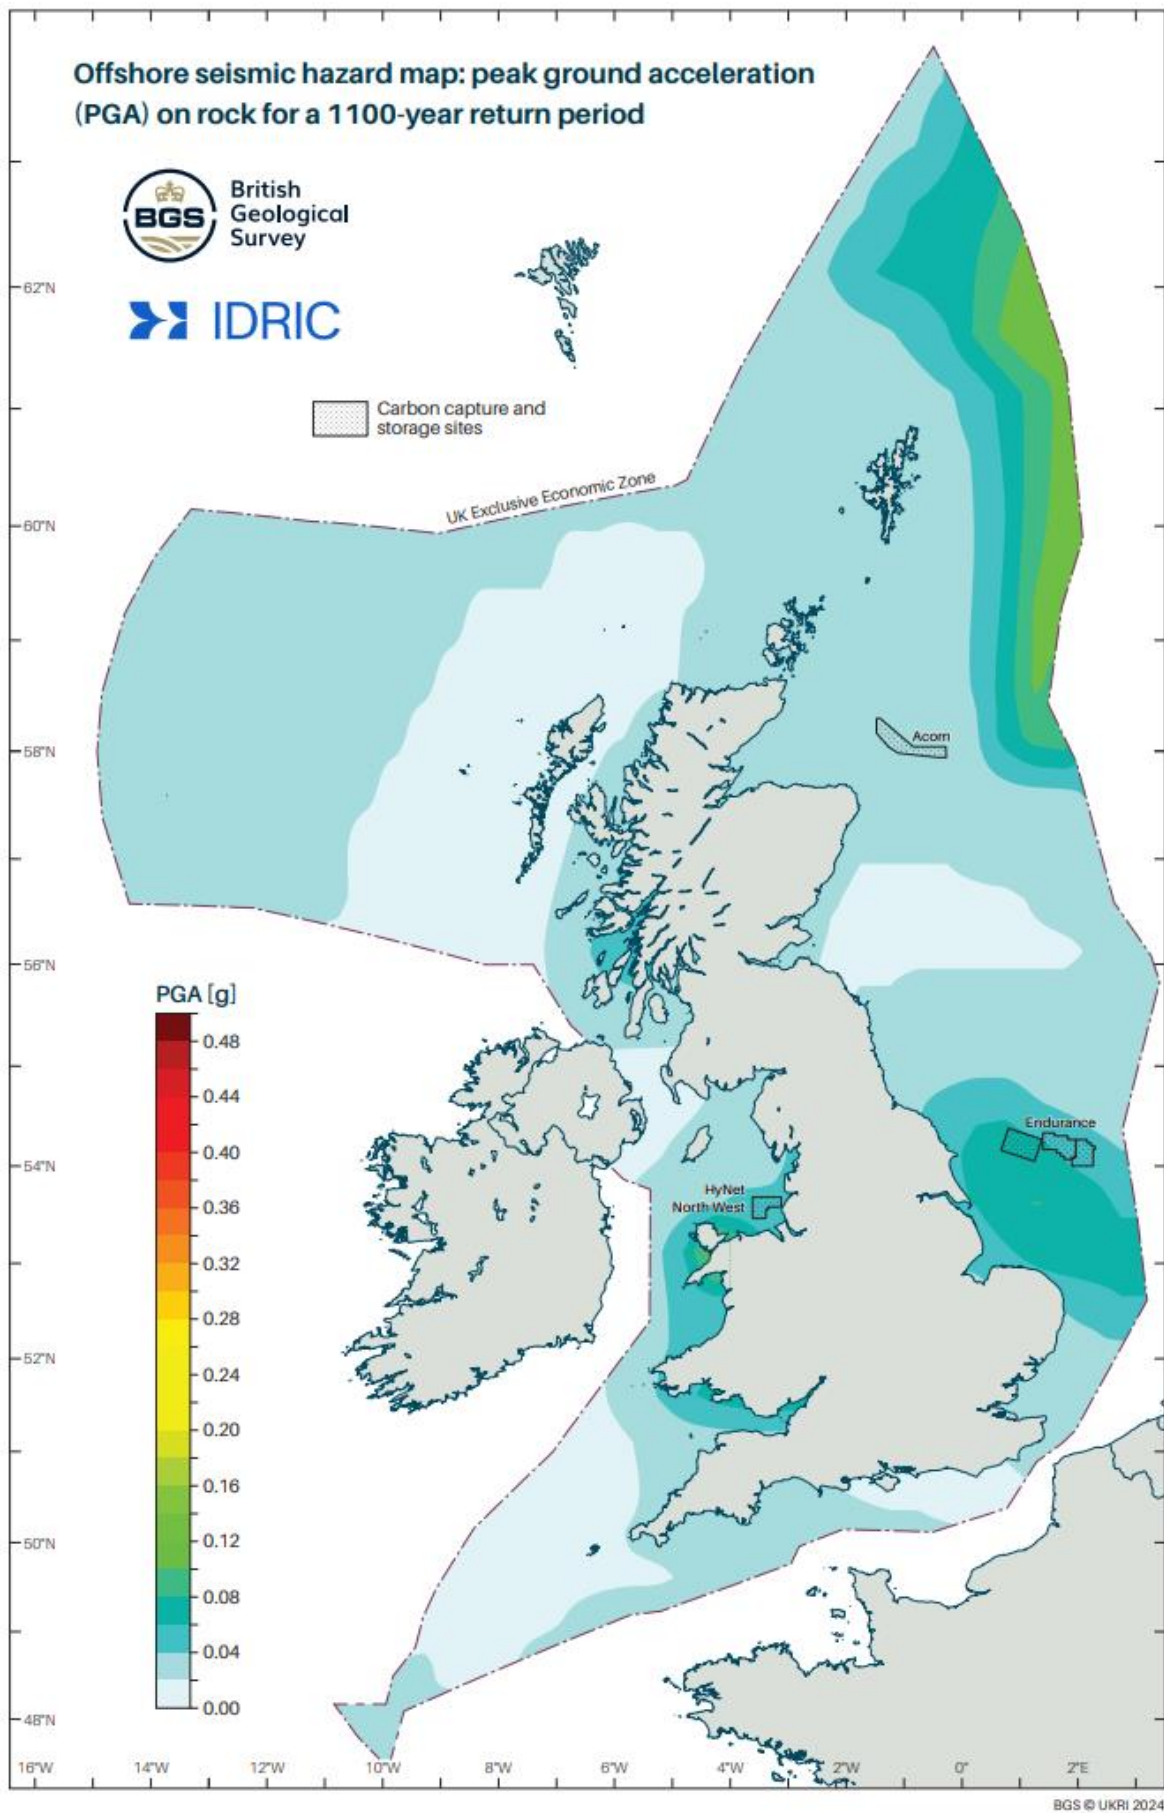 Offshore seismic hazard map: peak ground acceleration
(PGA) on rock for a 1100-year return period
BGS
British
Geological
Survey
IDRIC
Carbon capture and
storage sites
UK Exclusive Economic Zone
62°N
60°N
58°N
56°N
54°N
52°N
50°N
48°N
Acorn
Endurance
HyNet
North West
PGA [g]
0.48
0.44
0.40
0.36
0.32
0.28
0.24
0.20
0.16
0.12
0.08
0.04
0.00
16°W
14°W
12°W
10°W
8°W
6°W
4°W
2°W
0°
2°E
BGS © UKRI 2024